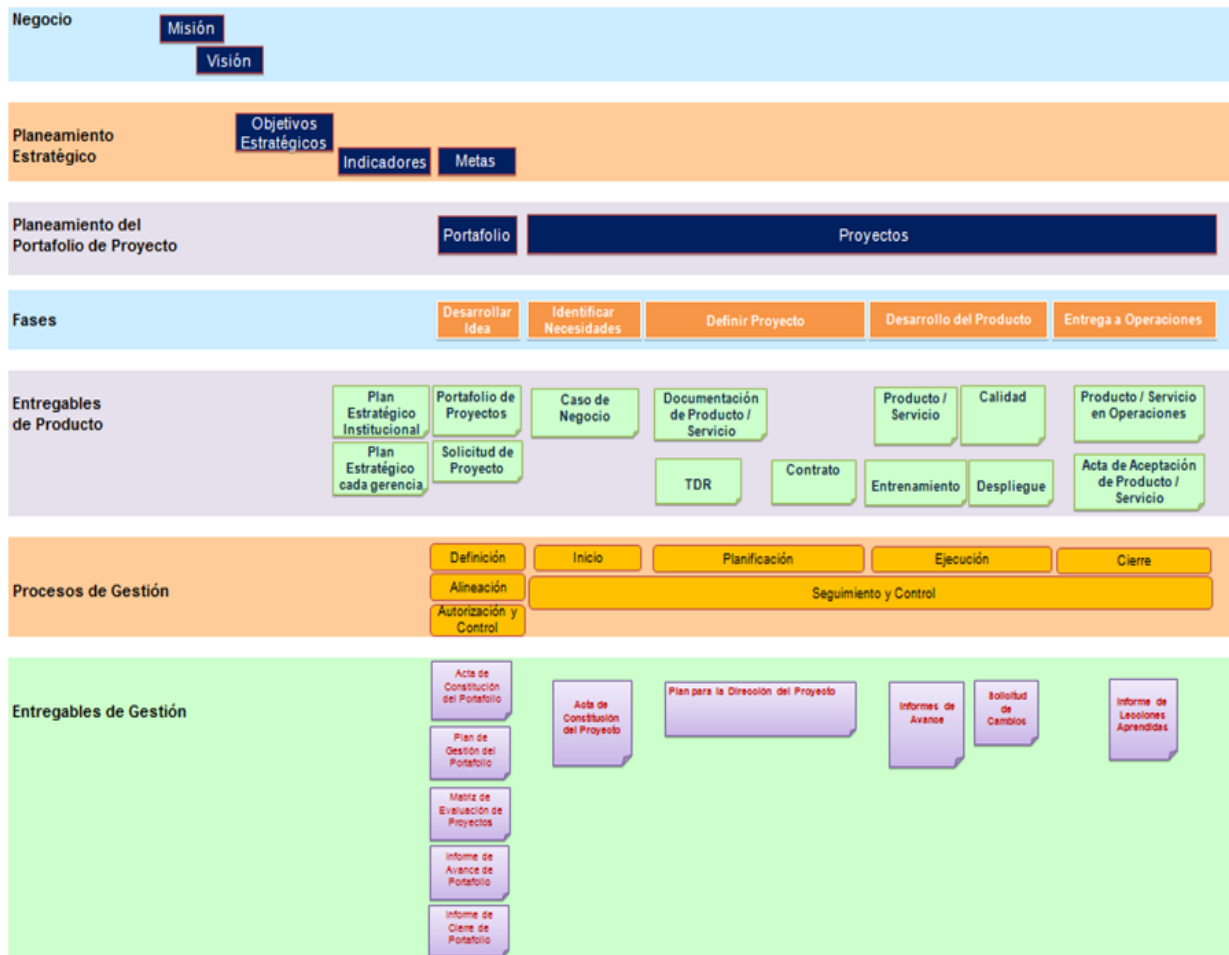 Negocio
Misión
Visión
Planeamiento
Estratégico
Objetivos
Estratégicos
Indicadores
Metas
Planeamiento del
Portafolio de Proyecto
Portafolio
Proyectos
Fases
Desarrollar
Idea
Identificar
Necesidades
Definir Proyecto
Desarrollo del Producto
Entrega a Operaciones
Entregables
de Producto
Plan
Estratégico
Institucional
Plan
Estratégico
cada gerencia
Portafolio de
Proyectos
Solicitud de
Proyecto
Caso de
Negocio
Documentación
de Producto /
Servicio
TDR
Contrato
Producto /
Servicio
Calidad
Entrenamiento
Despliegue
Producto / Servicio
en Operaciones
Acta de Aceptación
de Producto /
Servicio
Procesos de Gestión
Definición
Alineación
Autorización y
Control
Inicio
Planificación
Ejecución
Cierre
Seguimiento y Control
Entregables de Gestión
Acta de
Constitución
del Portafolio
Plan de
Gestión del
Portafolio
Matriz de
Evaluación de
Proyectos
Informe de
Avance de
Portafolio
Informe de
Cierre de
Portafolio
Acta de
Constitución
del Proyecto
Plan para la Dirección del Proyecto
Informes de
Avance
Solicitud
de
Cambios
Informe de
Lecciones
Aprendidas